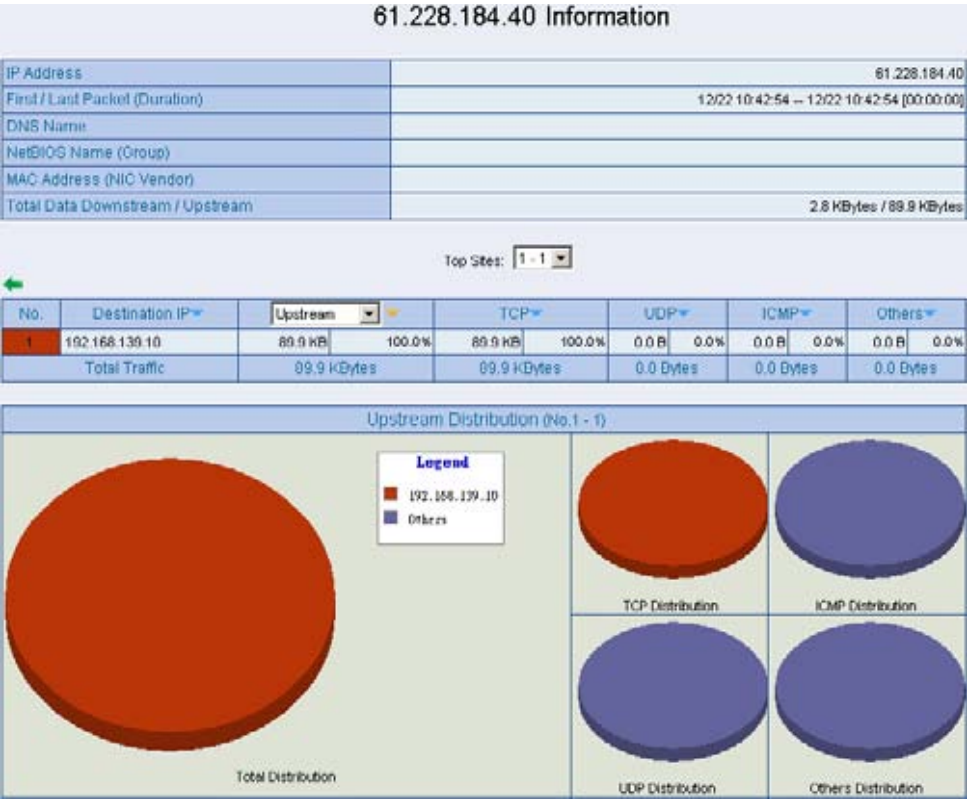 61.228.184.40 Information
IP Address 61.228.184.40
First / Last Packet (Duration) 12/22 10:42:54 -- 12/22 10:42:54 [00:00:00]
DNS Name
NetBIOS Name (Group)
MAC Address (NIC Vendor)
Total Data Downstream / Upstream 2.8 KBytes / 89.9 KBytes
Top Sites: 1 - 1
No. Destination IP Upstream TCP UDP ICMP Others
1 192.168.139.10 89.9 KB 100.0% 89.9 KB 100.0% 0.0 B 0.0% 0.0 B 0.0% 0.0 B 0.0%
Total Traffic 89.9 KBytes 89.9 KBytes 0.0 Bytes 0.0 Bytes 0.0 Bytes
Upstream Distribution (No.1 - 1)
Legend
192.168.139.10
Others
TCP Distribution
ICMP Distribution
Total Distribution
UDP Distribution
Others Distribution